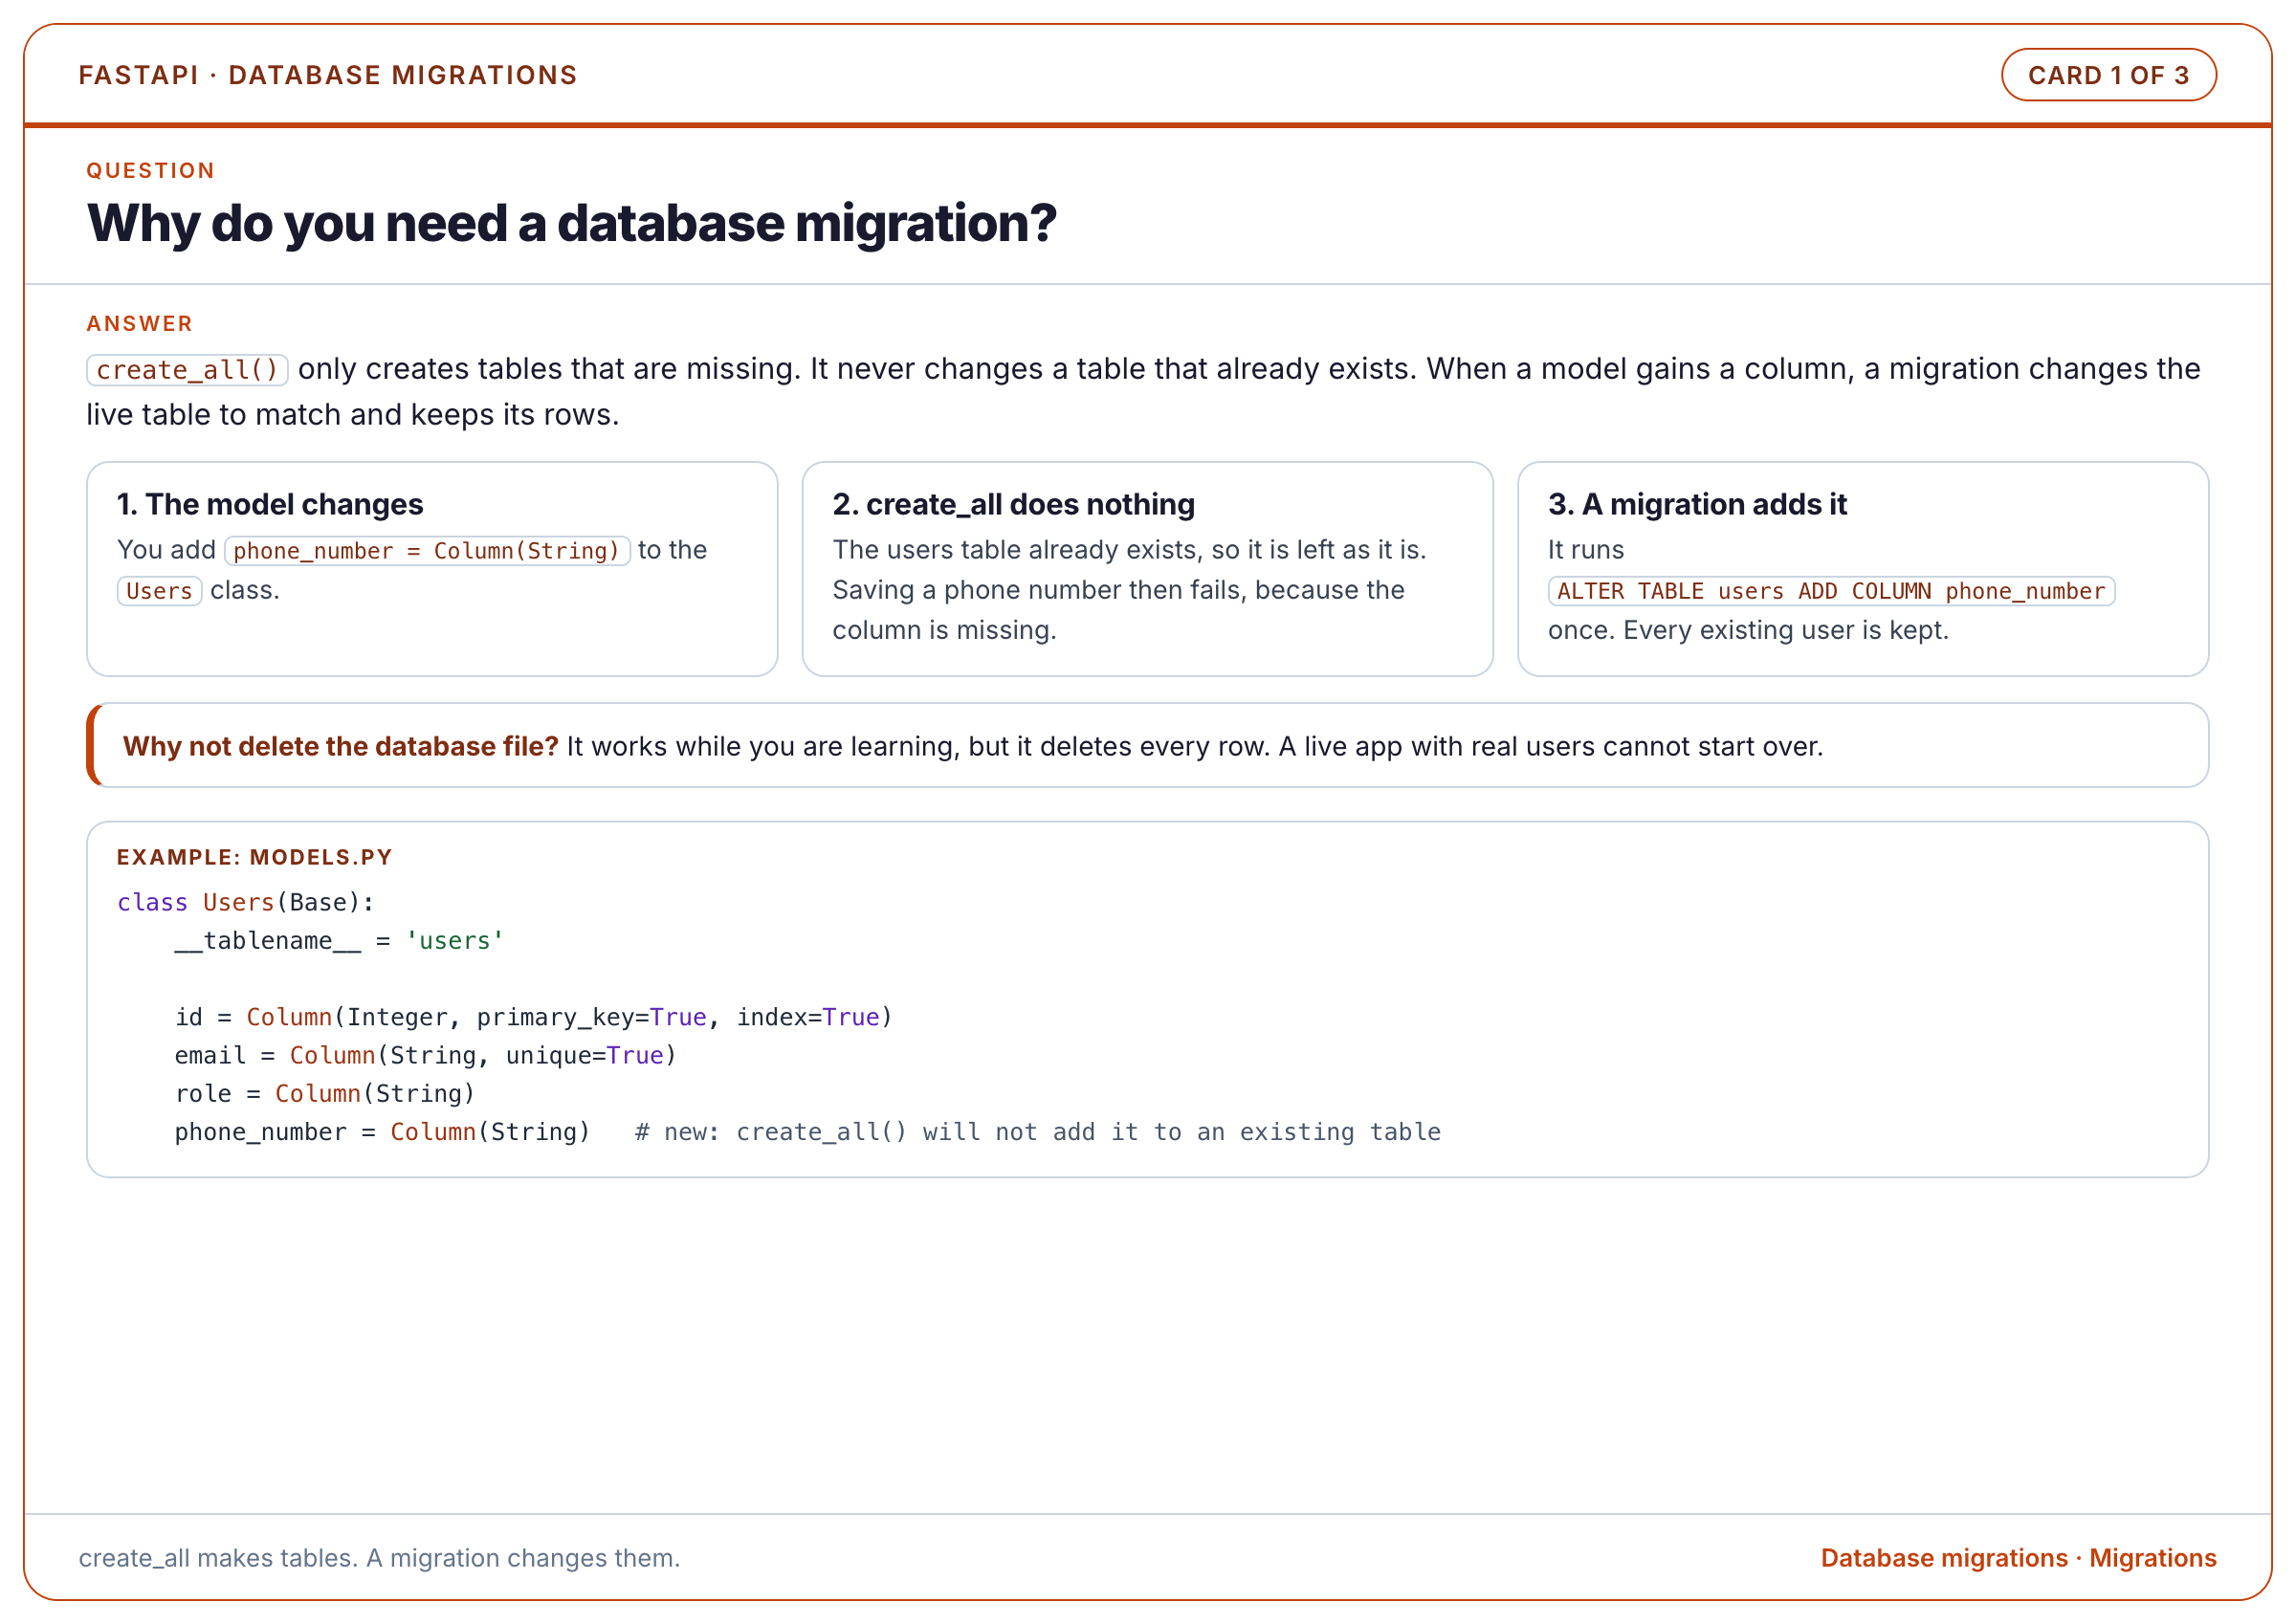 FASTAPI · DATABASE MIGRATIONS
CARD 1 OF 3
QUESTION
Why do you need a database migration?
ANSWER
create_all() only creates tables that are missing. It never changes a table that already exists. When a model gains a column, a migration changes the
live table to match and keeps its rows.
1. The model changes
You add phone_number = Column(String) to the
Users class.
2. create_all does nothing
The users table already exists, so it is left as it is.
Saving a phone number then fails, because the
column is missing.
3. A migration adds it
It runs
ALTER TABLE users ADD COLUMN phone_number
once. Every existing user is kept.
Why not delete the database file? It works while you are learning, but it deletes every row. A live app with real users cannot start over.
EXAMPLE: MODELS.PY
class Users(Base):
    __tablename__ = 'users'
    id = Column(Integer, primary_key=True, index=True)
    email = Column(String, unique=True)
    role = Column(String)
    phone_number = Column(String)   # new: create_all() will not add it to an existing table
create_all makes tables. A migration changes them.
Database migrations · Migrations